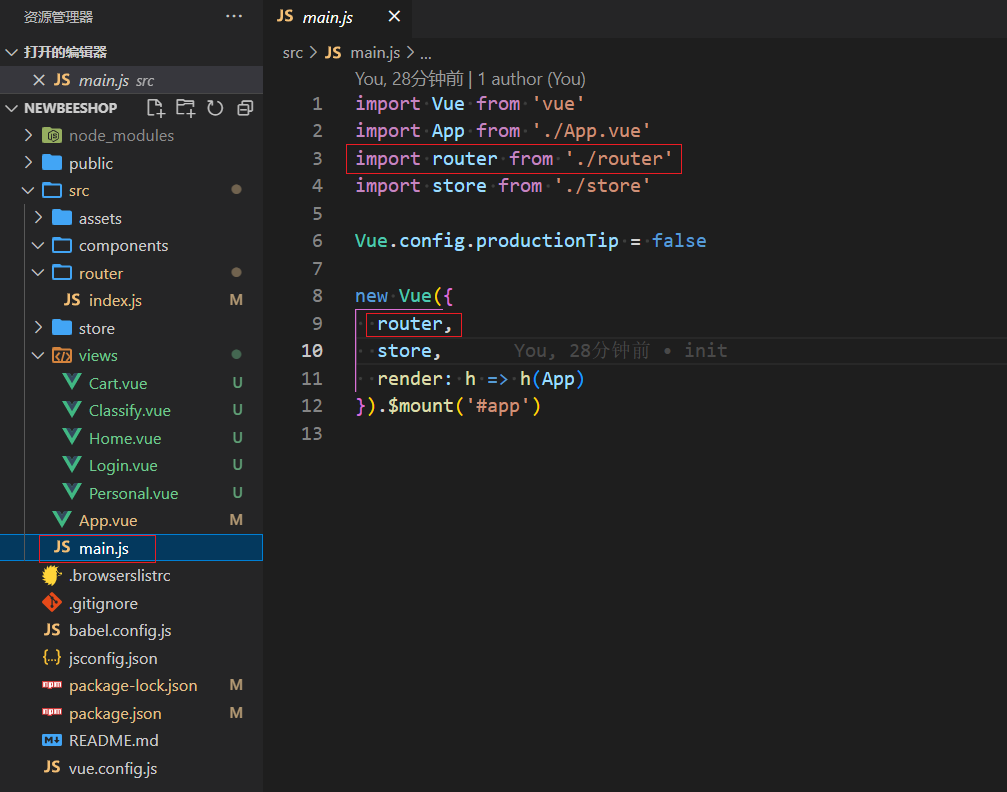 资源管理器 ···
打开的编辑器
JS main.js src
NEWBEESHOP
node_modules
public
src
assets
components
router
JS index.js M
store
views
Cart.vue U
Classify.vue U
Home.vue U
Login.vue U
Personal.vue U
App.vue M
JS main.js
.browserslistrc
.gitignore
JS babel.config.js
{..} jsconfig.json
npm package-lock.json M
npm package.json M
README.md
JS vue.config.js
JS main.js
src > JS main.js > ...
You, 28分钟前 | 1 author (You)
1 import Vue from 'vue'
2 import App from './App.vue'
3 import router from './router'
4 import store from './store'
5
6 Vue.config.productionTip = false
7
8 new Vue({
9 router,
10 store, You, 28分钟前 • init
11 render: h => h(App)
12 }).$mount('#app')
13